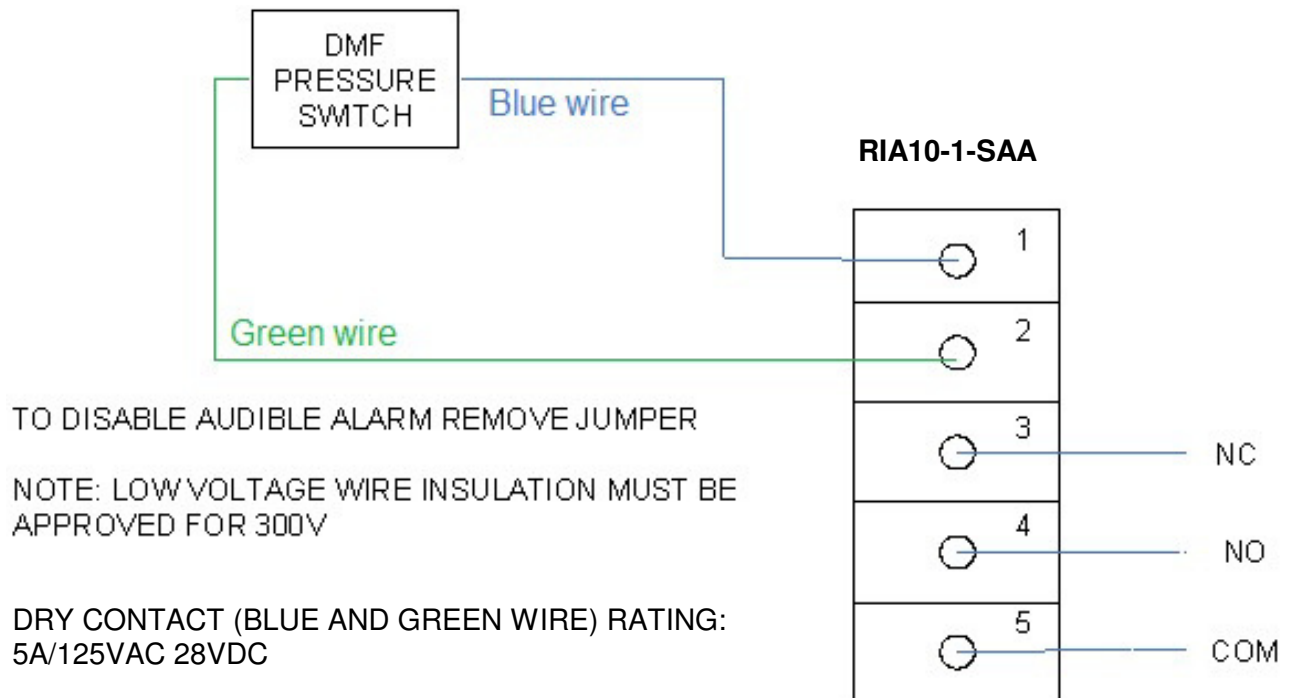 DMF
PRESSURE
SWITCH
Blue wire
RIA10-1-SAA
1
Green wire
2
TO DISABLE AUDIBLE ALARM REMOVE JUMPER
3
NC
NOTE: LOW VOLTAGE WIRE INSULATION MUST BE
APPROVED FOR 300V
4
NO
DRY CONTACT (BLUE AND GREEN WIRE) RATING:
5A/125VAC 28VDC
5
COM